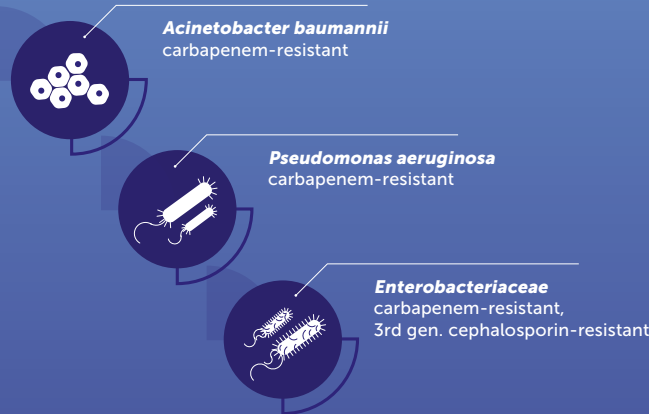 Acinetobacter baumannii
carbapenem-resistant
Pseudomonas aeruginosa
carbapenem-resistant
Enterobacteriaceae
carbapenem-resistant,
3rd gen. cephalosporin-resistant